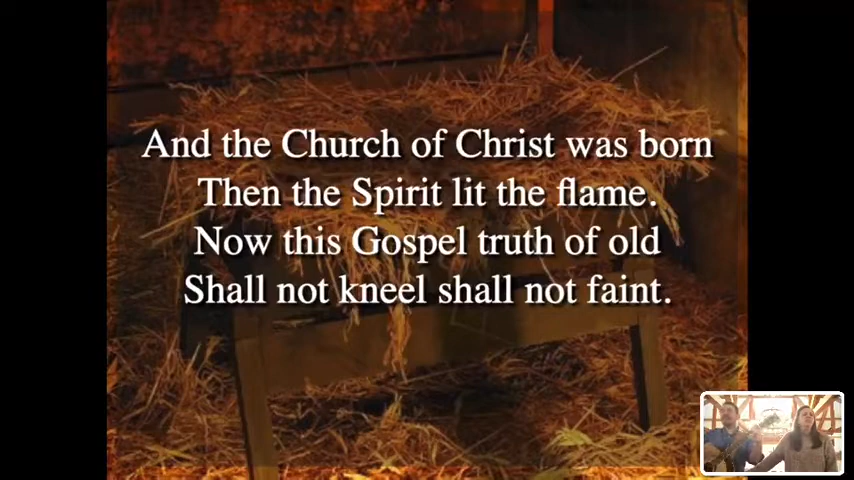 And the Church of Christ was born
Then the Spirit lit the flame.
Now this Gospel truth of old
Shall not kneel shall not faint.